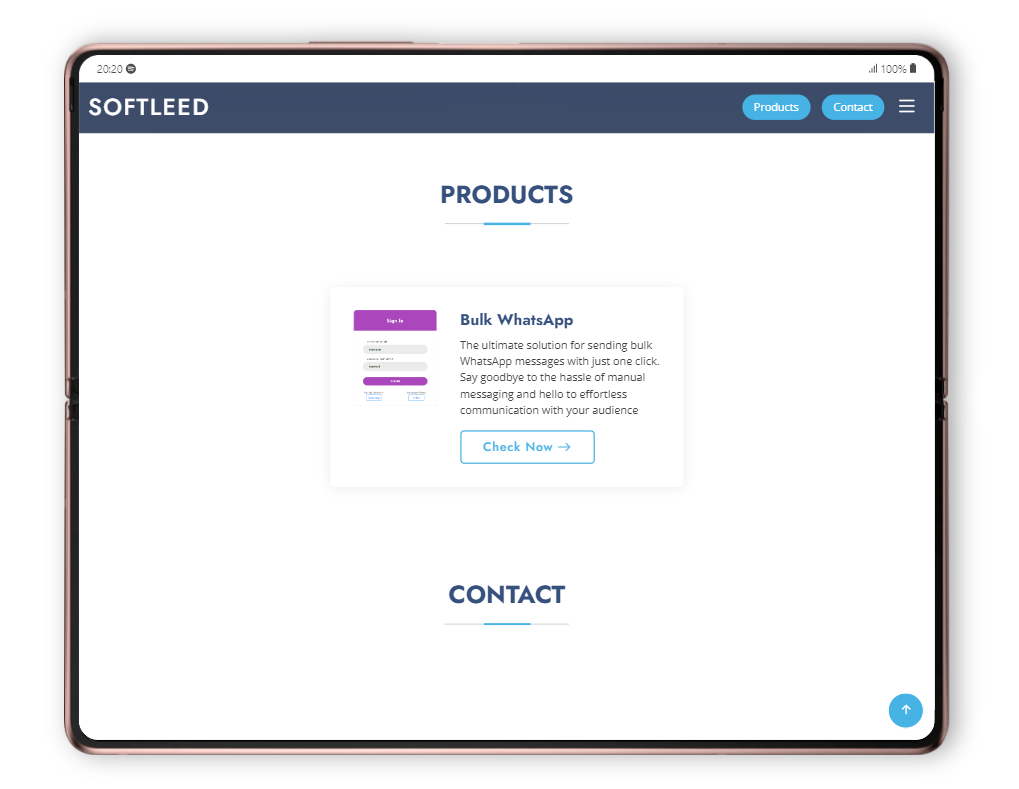 20:20
100%
SOFTLEED
Products
Contact
PRODUCTS
Sign In
Bulk WhatsApp
The ultimate solution for sending bulk
WhatsApp messages with just one click.
Say goodbye to the hassle of manual
messaging and hello to effortless
communication with your audience
Check Now →
CONTACT